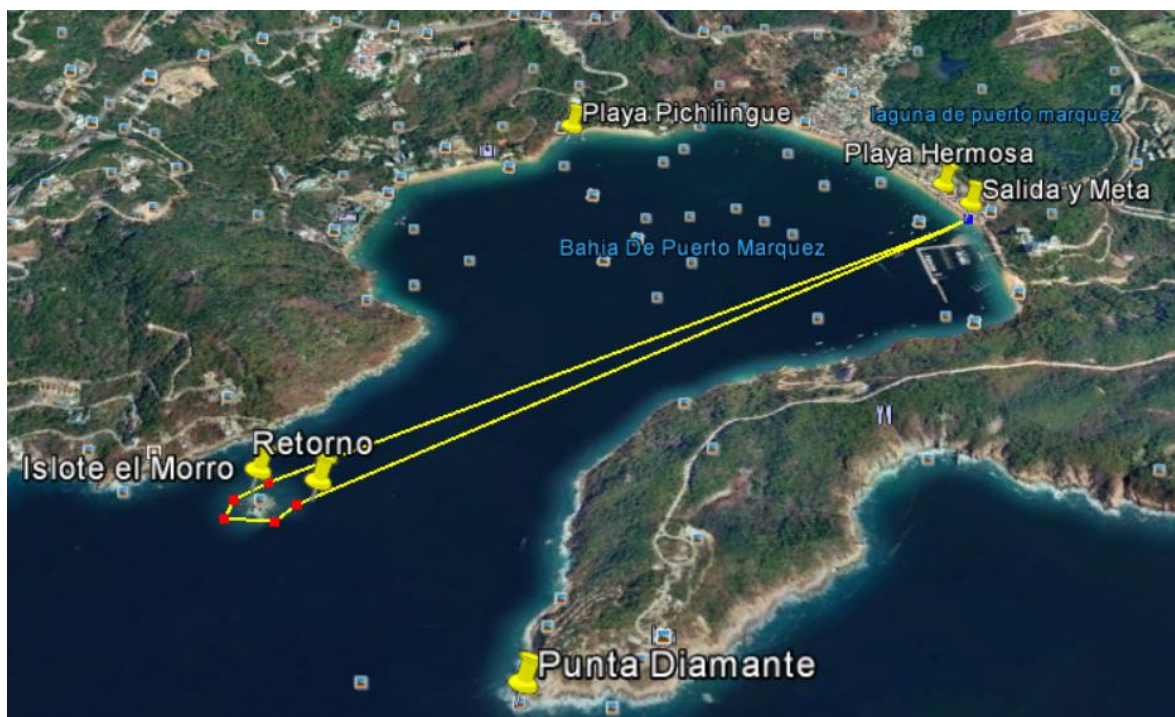 Playa Pichilingue
laguna de puerto marquez
Playa Hermosa
Salida y Meta
Bahia De Puerto Marquez
Retorno
Islote el Morro
Punta Diamante